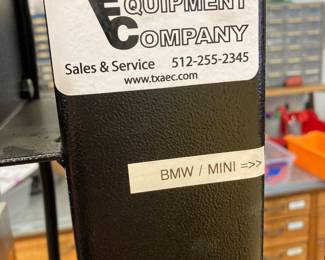 EQUIPMENT
COMPANY
Sales & Service 512-255-2345
www.txaec.com
BMW / MINI =>>